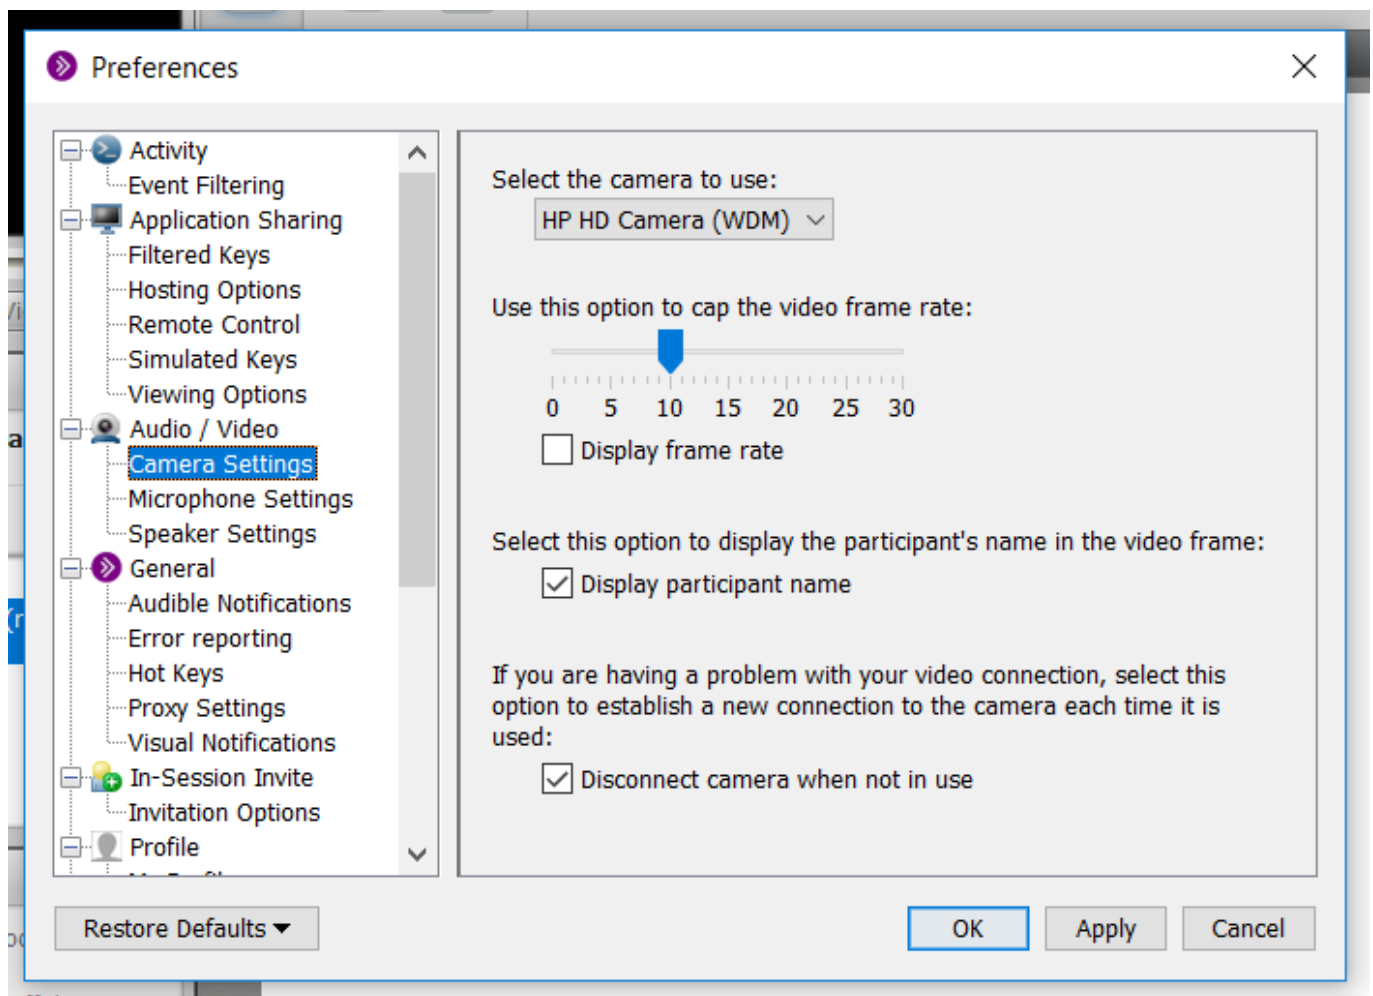 Preferences
Activity
Event Filtering
Application Sharing
Filtered Keys
Hosting Options
Remote Control
Simulated Keys
Viewing Options
Audio / Video
Camera Settings
Microphone Settings
Speaker Settings
General
Audible Notifications
Error reporting
Hot Keys
Proxy Settings
Visual Notifications
In-Session Invite
Invitation Options
Profile
Select the camera to use:
HP HD Camera (WDM)
Use this option to cap the video frame rate:
0 5 10 15 20 25 30
Display frame rate
Select this option to display the participant's name in the video frame:
Display participant name
If you are having a problem with your video connection, select this
option to establish a new connection to the camera each time it is
used:
Disconnect camera when not in use
Restore Defaults
OK Apply Cancel